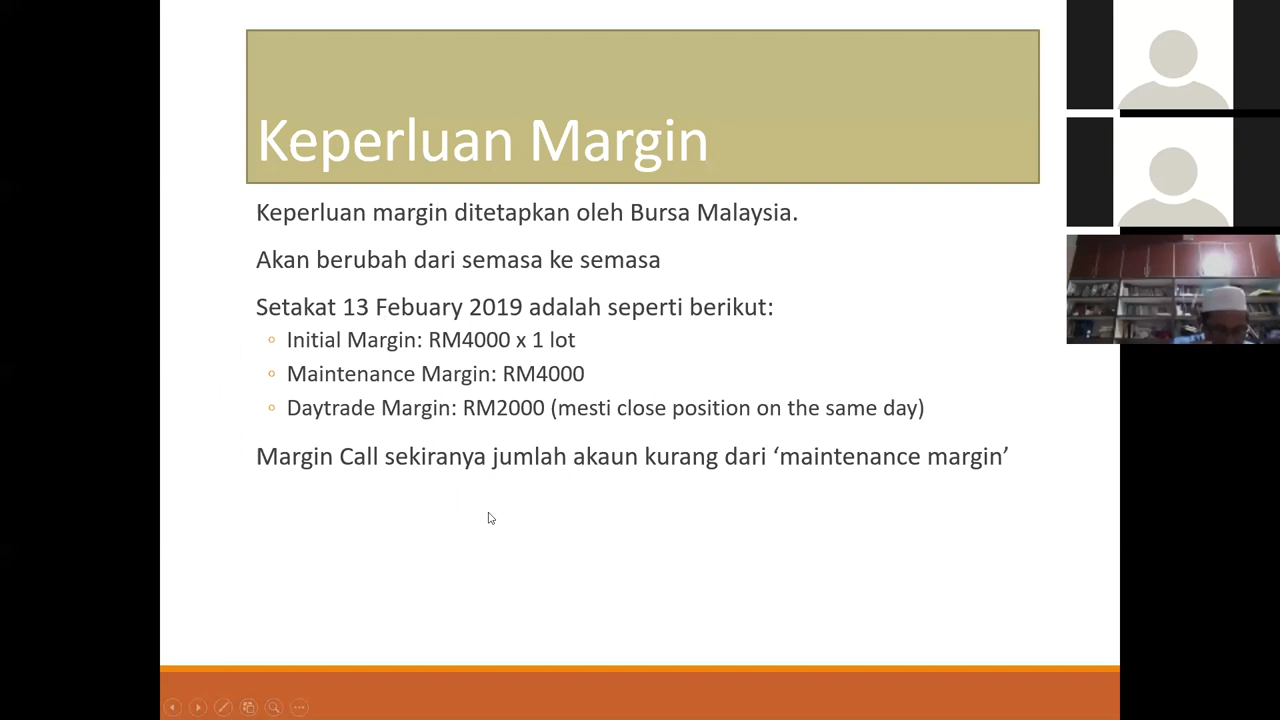 Keperluan Margin
Keperluan margin ditetapkan oleh Bursa Malaysia.
Akan berubah dari semasa ke semasa
Setakat 13 Febuary 2019 adalah seperti berikut:
Initial Margin: RM4000 x 1 lot
Maintenance Margin: RM4000
Daytrade Margin: RM2000 (mesti close position on the same day)
Margin Call sekiranya jumlah akaun kurang dari ‘maintenance margin’